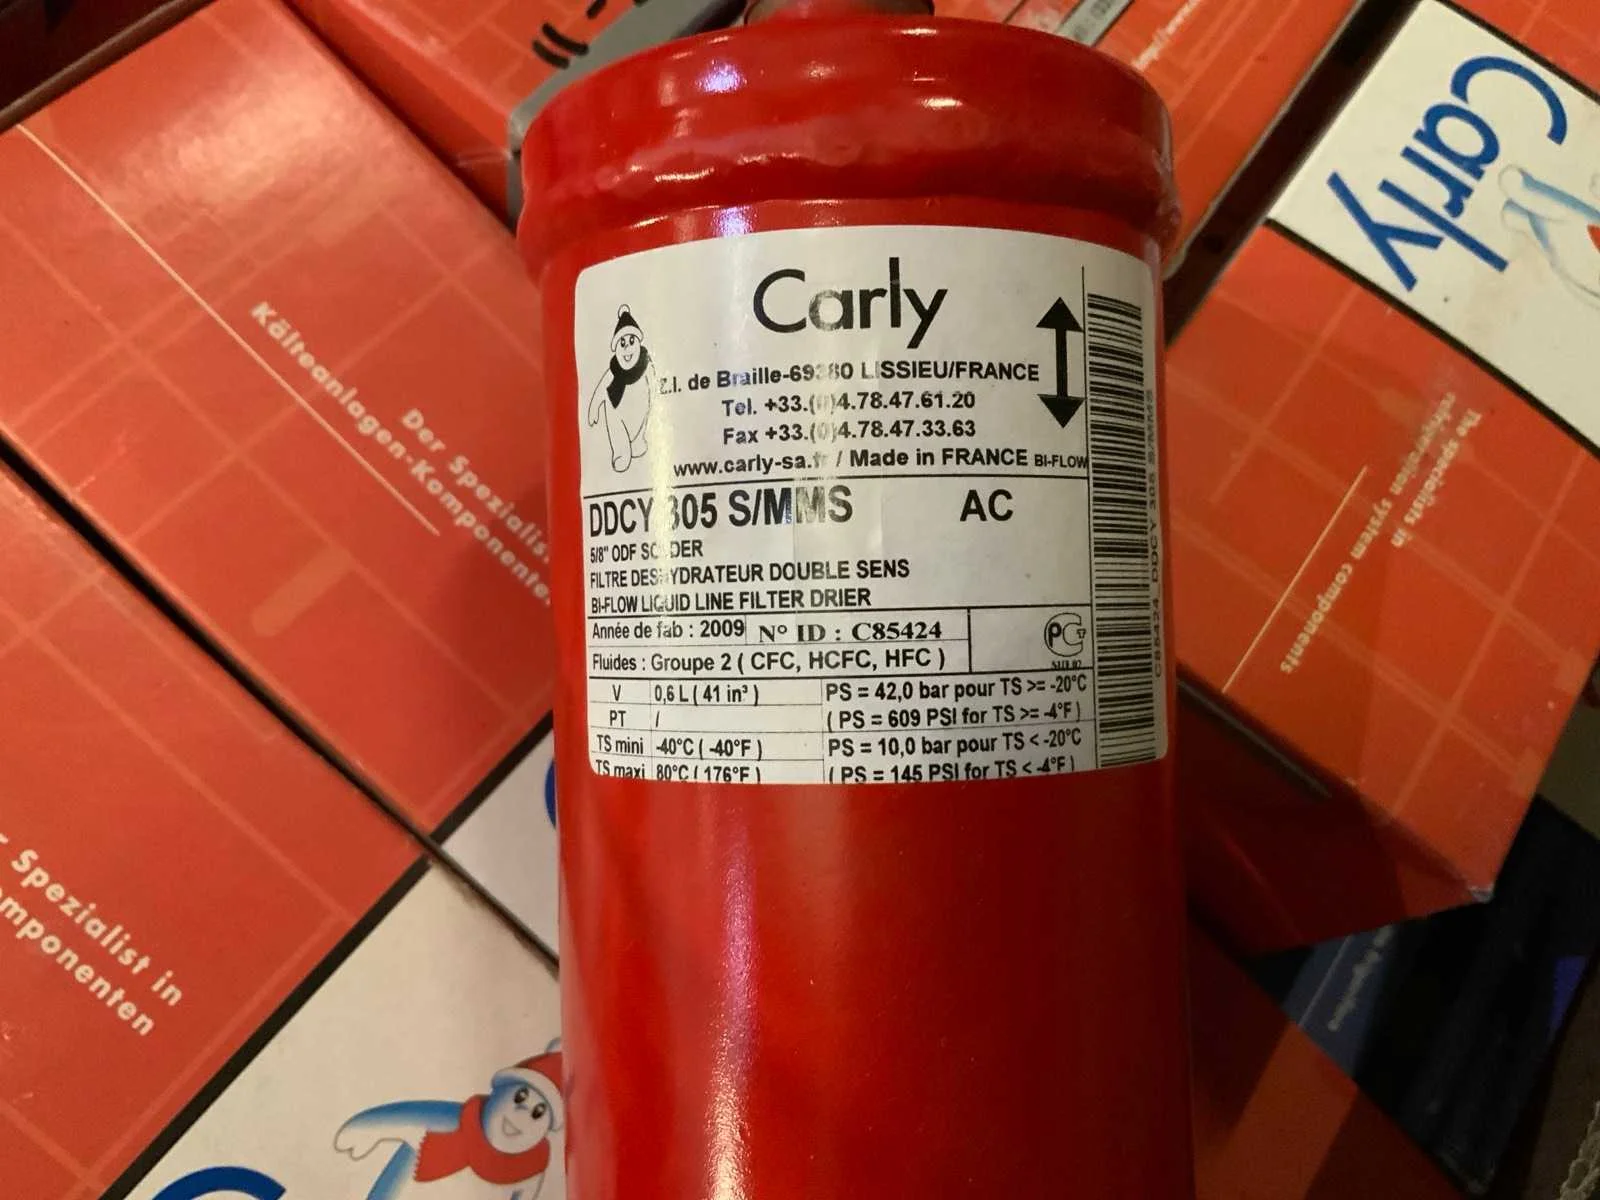 Carly
Z.I. de Braille-69380 LISSIEU/FRANCE
Tel. +33.(0)4.78.47.61.20
Fax +33.(0)4.78.47.33.63
www.carly-sa.fr / Made in FRANCE BI-FLOW
DDCY 305 S/MMS AC
5/8" ODF SOLDER
FILTRE DESHYDRATEUR DOUBLE SENS
BI-FLOW LIQUID LINE FILTER DRIER
Année de fab : 2009 N° ID : C85424
Fluides : Groupe 2 ( CFC, HCFC, HFC )
V 0,6 L ( 41 in³ ) PS = 42,0 bar pour TS >= -20°C
PT / ( PS = 609 PSI for TS >= -4°F )
TS mini -40°C ( -40°F ) PS = 10,0 bar pour TS < -20°C
TS maxi 80°C ( 176°F ) ( PS = 145 PSI for TS < -4°F )
C85424 DDCY 305 S/MMS
Der Spezialist
Kälteanlagen-Komponenten
Spezialist in
Carly
The specialists in
refrigeration system components